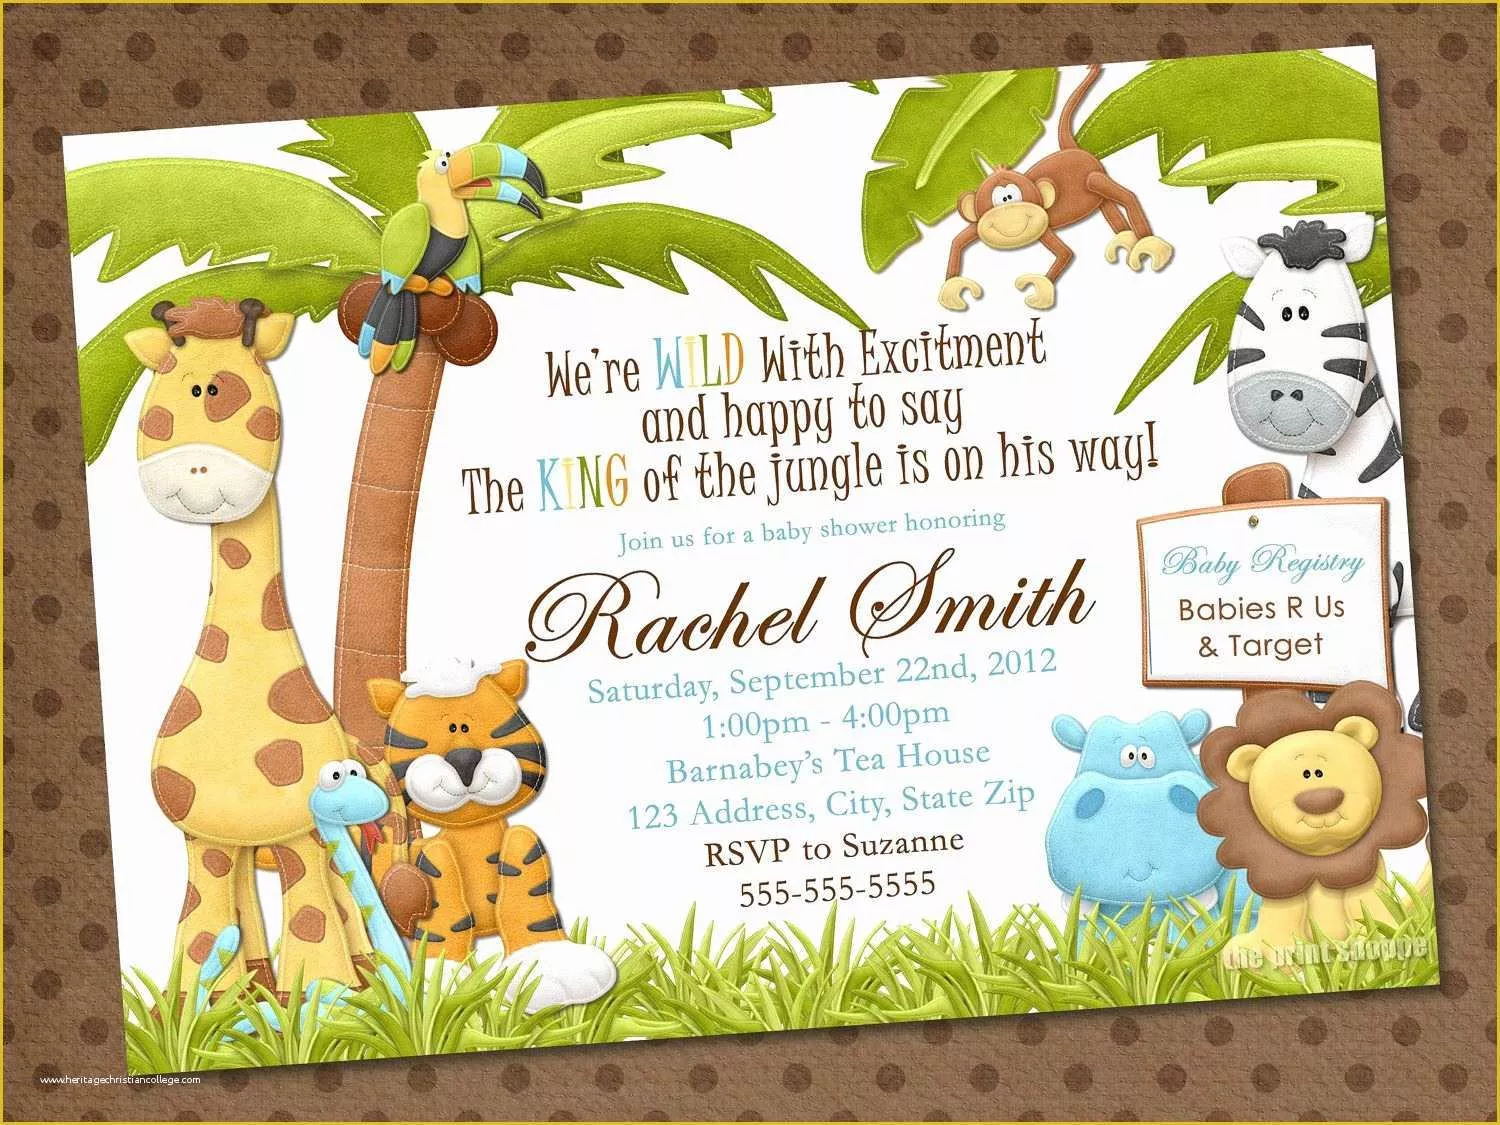 We're WILD With Excitment
and happy to say
The KING of the jungle is on his way!
Join us for a baby shower honoring
Rachel Smith
Saturday, September 22nd, 2012
1:00pm - 4:00pm
Barnabey's Tea House
123 Address, City, State Zip
RSVP to Suzanne
555-555-5555
Baby Registry
Babies R Us
& Target
the print shoppe
www.heritagechristiancollege.com